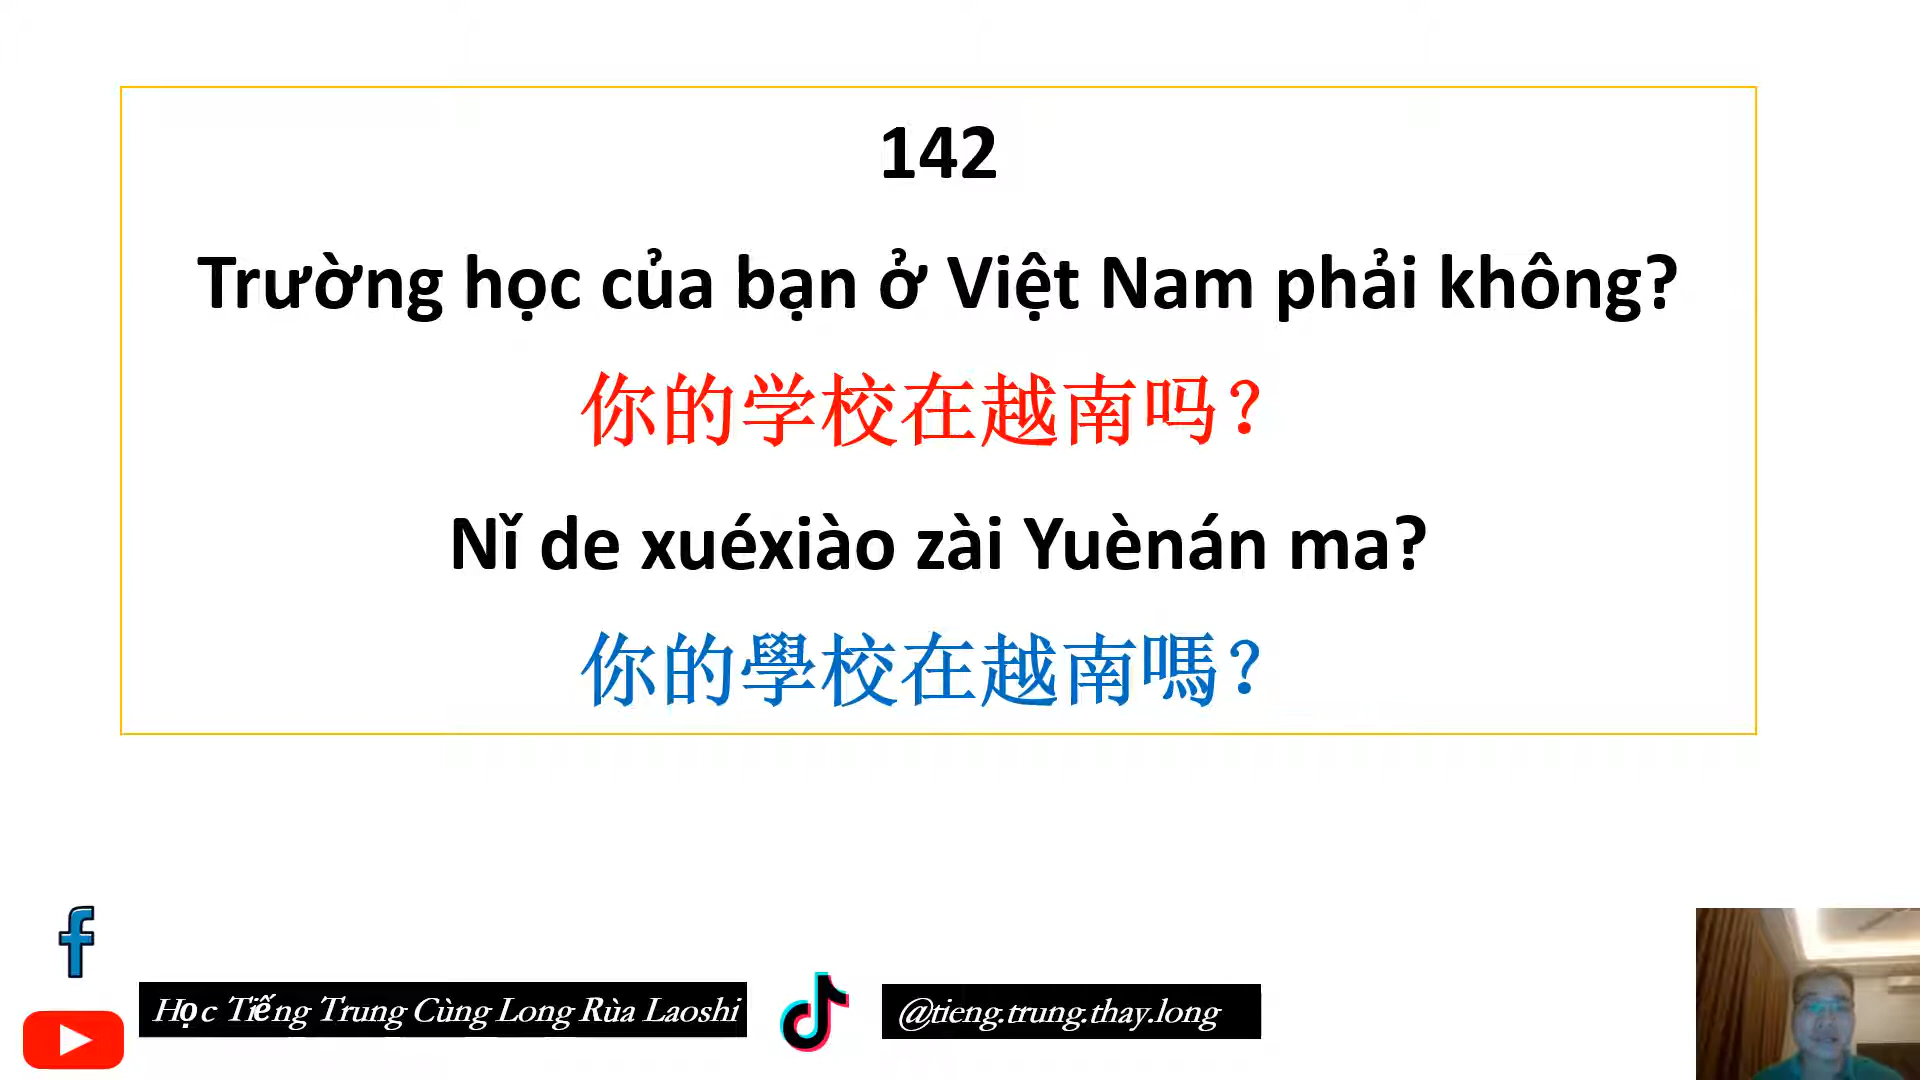 142
Trường học của bạn ở Việt Nam phải không?
你的学校在越南吗?
Nǐ de xuéxiào zài Yuènán ma?
你的學校在越南嗎?
Học Tiếng Trung Cùng Long Rùa Laoshi
@tieng.trung.thay.long